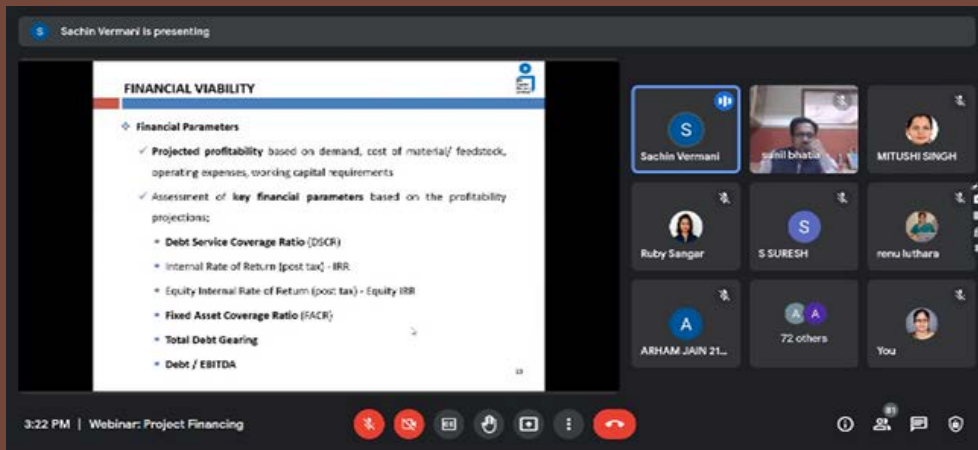 S Sachin Vermani is presenting
FINANCIAL VIABILITY
Financial Parameters
Projected profitability based on demand, cost of material/ feedstock,
operating expenses, working capital requirements
Assessment of key financial parameters based on the profitability
projections;
Debt Service Coverage Ratio (DSCR)
Internal Rate of Return (post tax) - IRR
Equity Internal Rate of Return (post tax) - Equity IRR
Fixed Asset Coverage Ratio (FACR)
Total Debt Gearing
Debt / EBITDA
S
Sachin Vermani
sunil bhatia
MITUSHI SINGH
Ruby Sangar
S
S SURESH
renu luthara
A
ARHAM JAIN 21...
A A
72 others
You
3:22 PM | Webinar: Project Financing
81